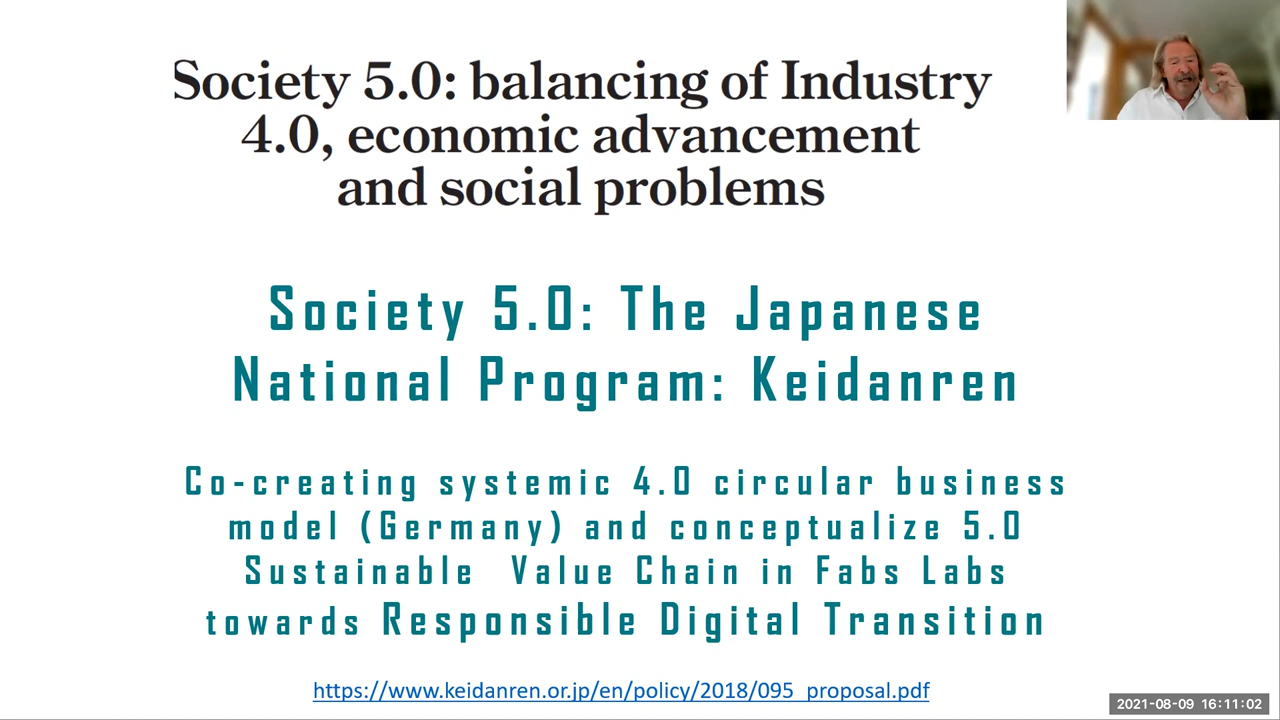 Society 5.0: balancing of Industry
4.0, economic advancement
and social problems
Society 5.0: The Japanese
National Program: Keidanren
Co-creating systemic 4.0 circular business
model (Germany) and conceptualize 5.0
Sustainable Value Chain in Fabs Labs
towards Responsible Digital Transition
https://www.keidanren.or.jp/en/policy/2018/095_proposal.pdf
2021-08-09 16:11:02